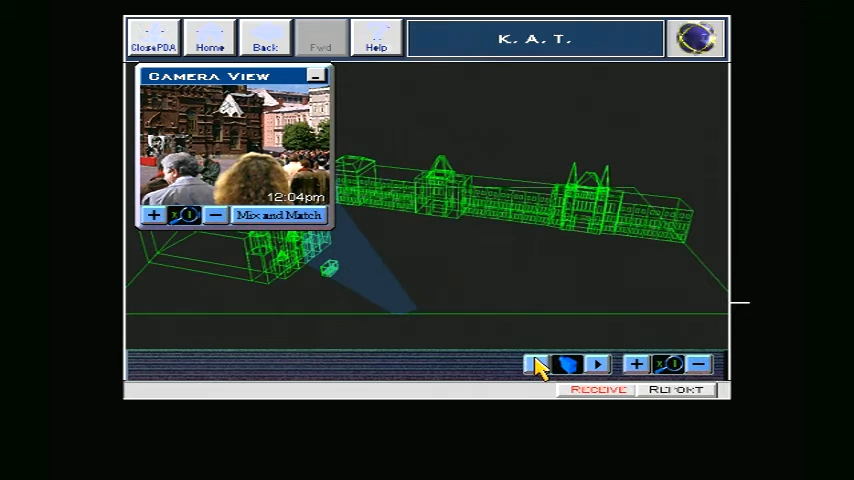 ClosePDA Home Back Fwd Help K. A. T.
Camera View
12:04pm
Mix and Match
RECEIVE REPORT